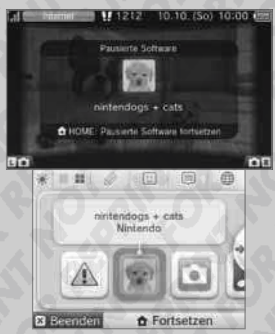 Internet 1212 10.10. (So) 10:00
Pausierte Software
nintendogs + cats
HOME: Pausierte Software fortsetzen
L R
nintendogs + cats
Nintendo
X Beenden Fortsetzen